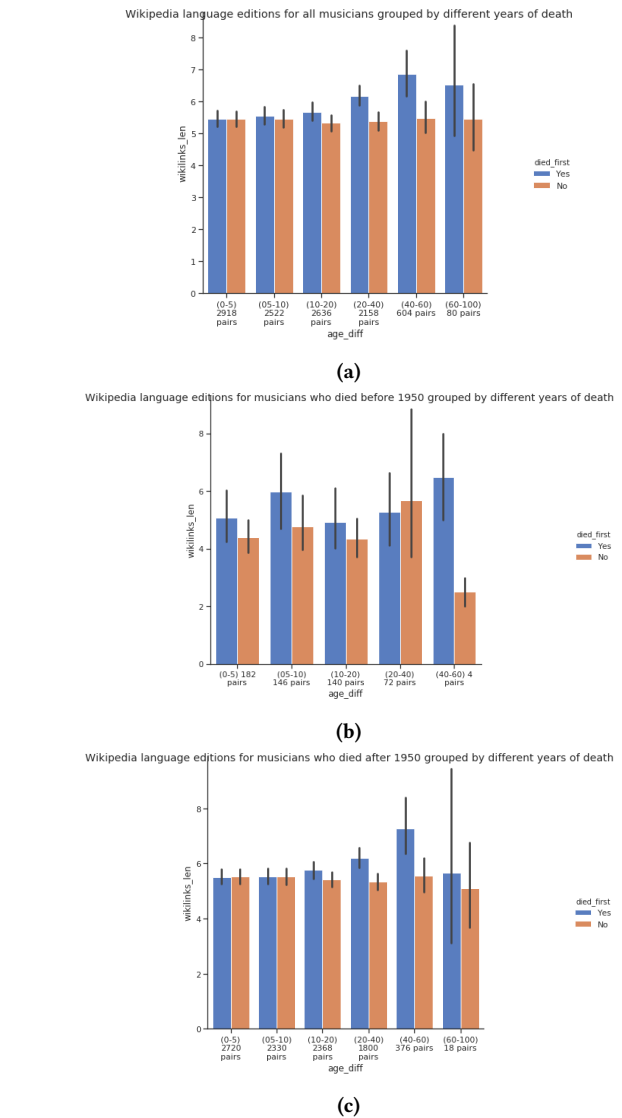 Wikipedia language editions for all musicians grouped by different years of death
8
7
6
5
4
3
2
1
0
wikilinks_len
died_first
Yes
No
(0-5) (05-10) (10-20) (20-40) (40-60) (60-100)
2918 2522 2636 2158 604 pairs 80 pairs
pairs pairs pairs pairs
age_diff
(a)
Wikipedia language editions for musicians who died before 1950 grouped by different years of death
8
6
4
2
0
wikilinks_len
died_first
Yes
No
(0-5) 182 (05-10) (10-20) (20-40) (40-60) 4
pairs 146 pairs 140 pairs 72 pairs pairs
age_diff
(b)
Wikipedia language editions for musicians who died after 1950 grouped by different years of death
8
6
4
2
0
wikilinks_len
died_first
Yes
No
(0-5) (05-10) (10-20) (20-40) (40-60) (60-100)
2720 2330 2368 1800 376 pairs 18 pairs
pairs pairs pairs pairs
age_diff
(c)